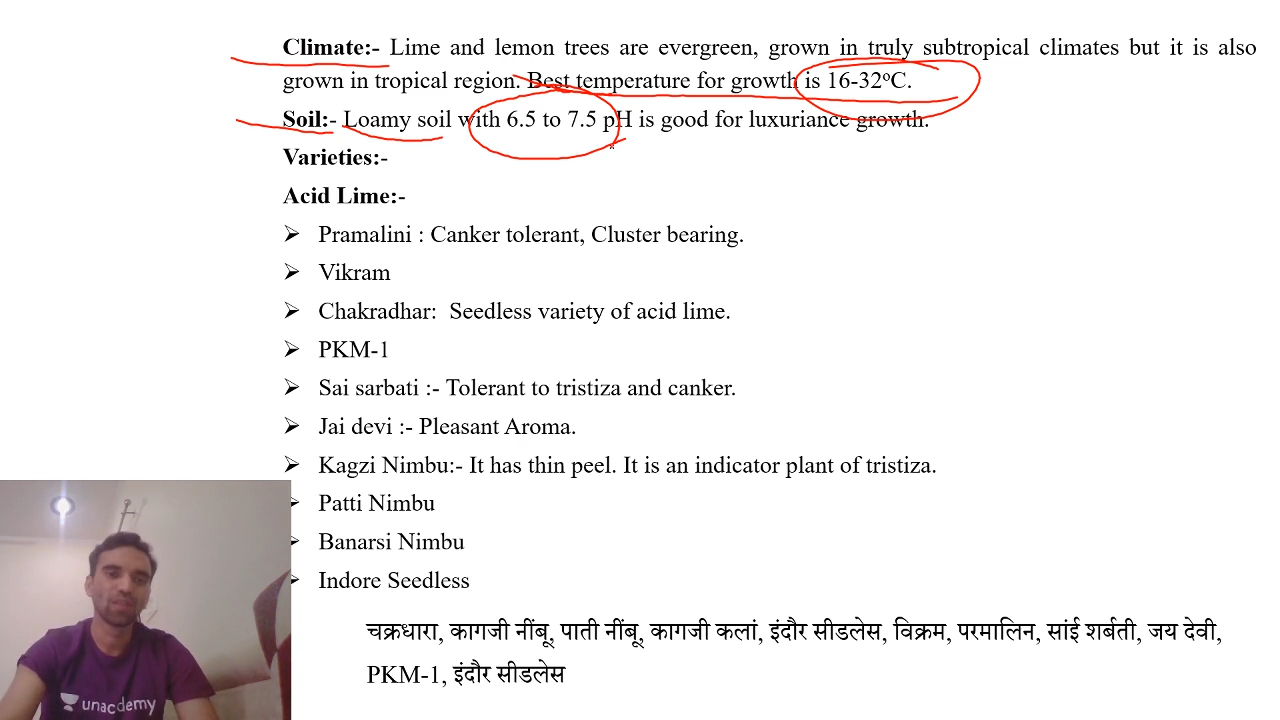 Climate:- Lime and lemon trees are evergreen, grown in truly subtropical climates but it is also
grown in tropical region. Best temperature for growth is 16-32°C.
Soil:- Loamy soil with 6.5 to 7.5 pH is good for luxuriance growth.
Varieties:-
Acid Lime:-
➢ Pramalini : Canker tolerant, Cluster bearing.
➢ Vikram
➢ Chakradhar: Seedless variety of acid lime.
➢ PKM-1
➢ Sai sarbati :- Tolerant to tristiza and canker.
➢ Jai devi :- Pleasant Aroma.
➢ Kagzi Nimbu:- It has thin peel. It is an indicator plant of tristiza.
➢ Patti Nimbu
➢ Banarsi Nimbu
➢ Indore Seedless
चक्रधारा, कागजी नींबू, पाती नींबू, कागजी कलां, इंदौर सीडलेस, विक्रम, परमालिन, सांई शर्बती, जय देवी,
PKM-1, इंदौर सीडलेस
unacdemy